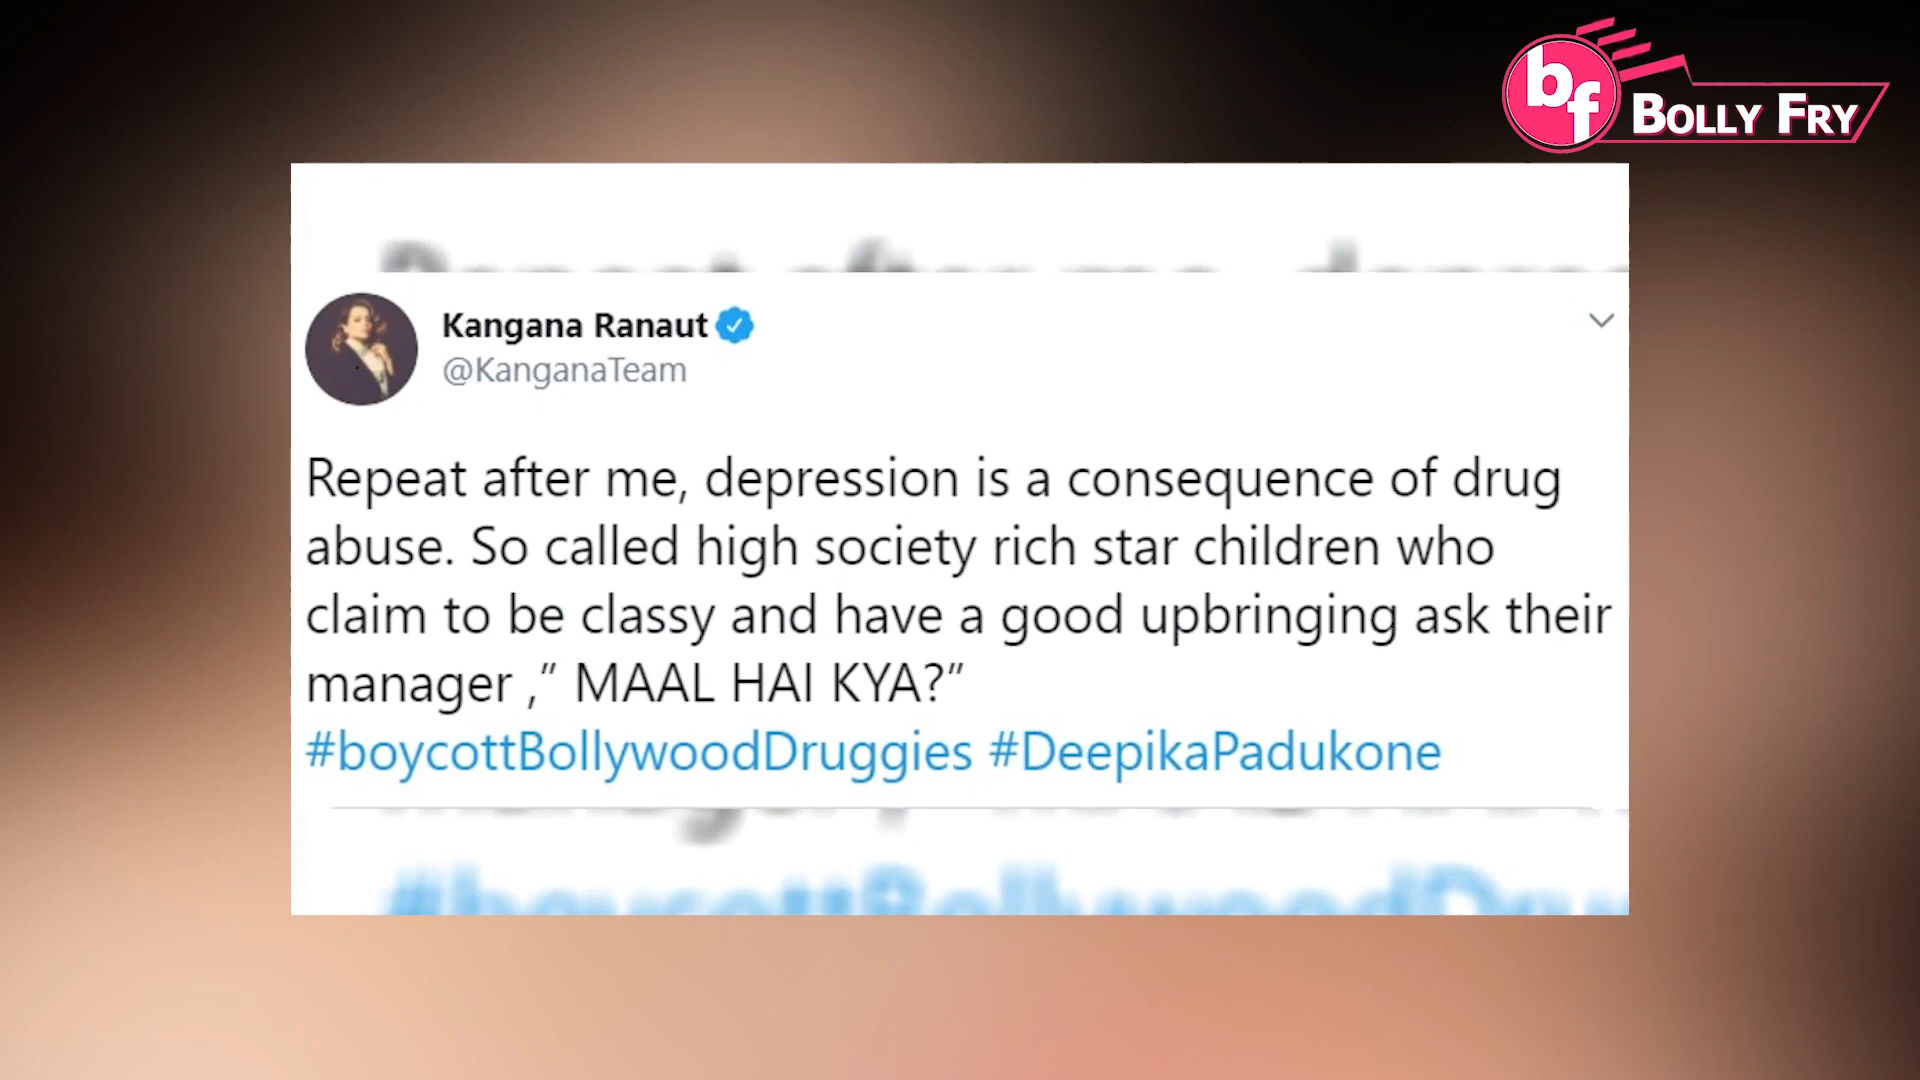 bf BOLLY FRY
Kangana Ranaut
@KanganaTeam
Repeat after me, depression is a consequence of drug
abuse. So called high society rich star children who
claim to be classy and have a good upbringing ask their
manager ,” MAAL HAI KYA?”
#boycottBollywoodDruggies #DeepikaPadukone